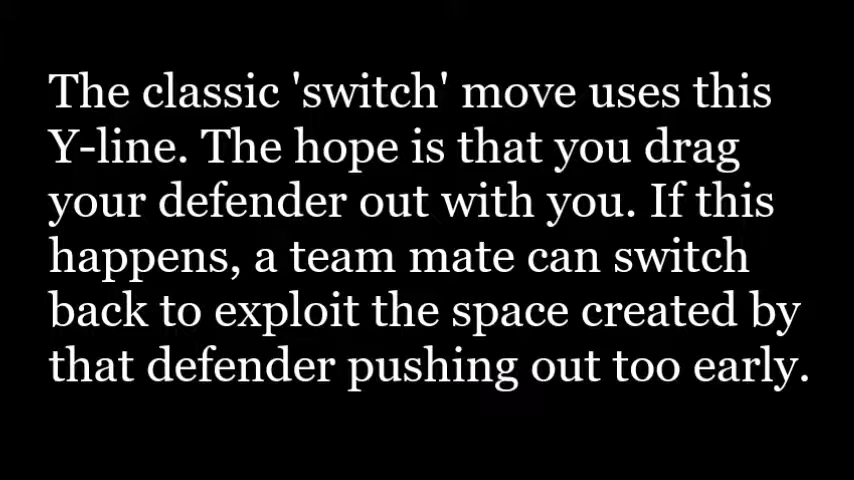 The classic 'switch' move uses this
Y-line. The hope is that you drag
your defender out with you. If this
happens, a team mate can switch
back to exploit the space created by
that defender pushing out too early.